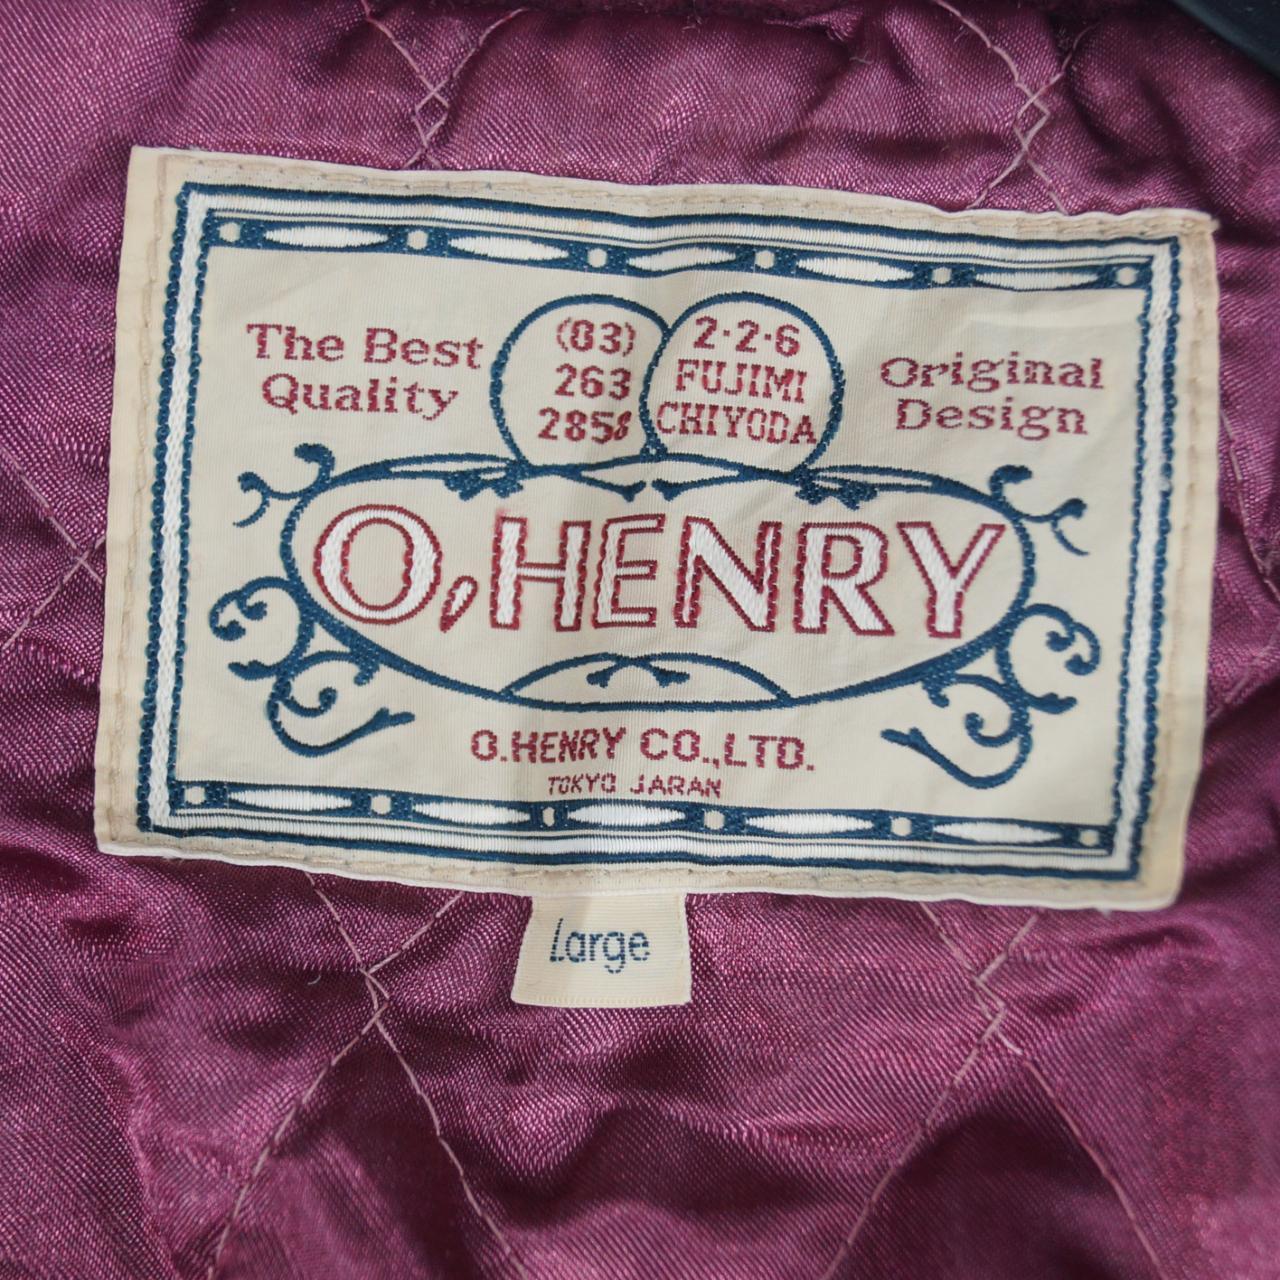 The Best
Quality
(03)
263
2858
2·2·6
FUJIMI
CHIYODA
Original
Design
O,HENRY
O.HENRY CO.,LTD.
TOKYO JAPAN
Large